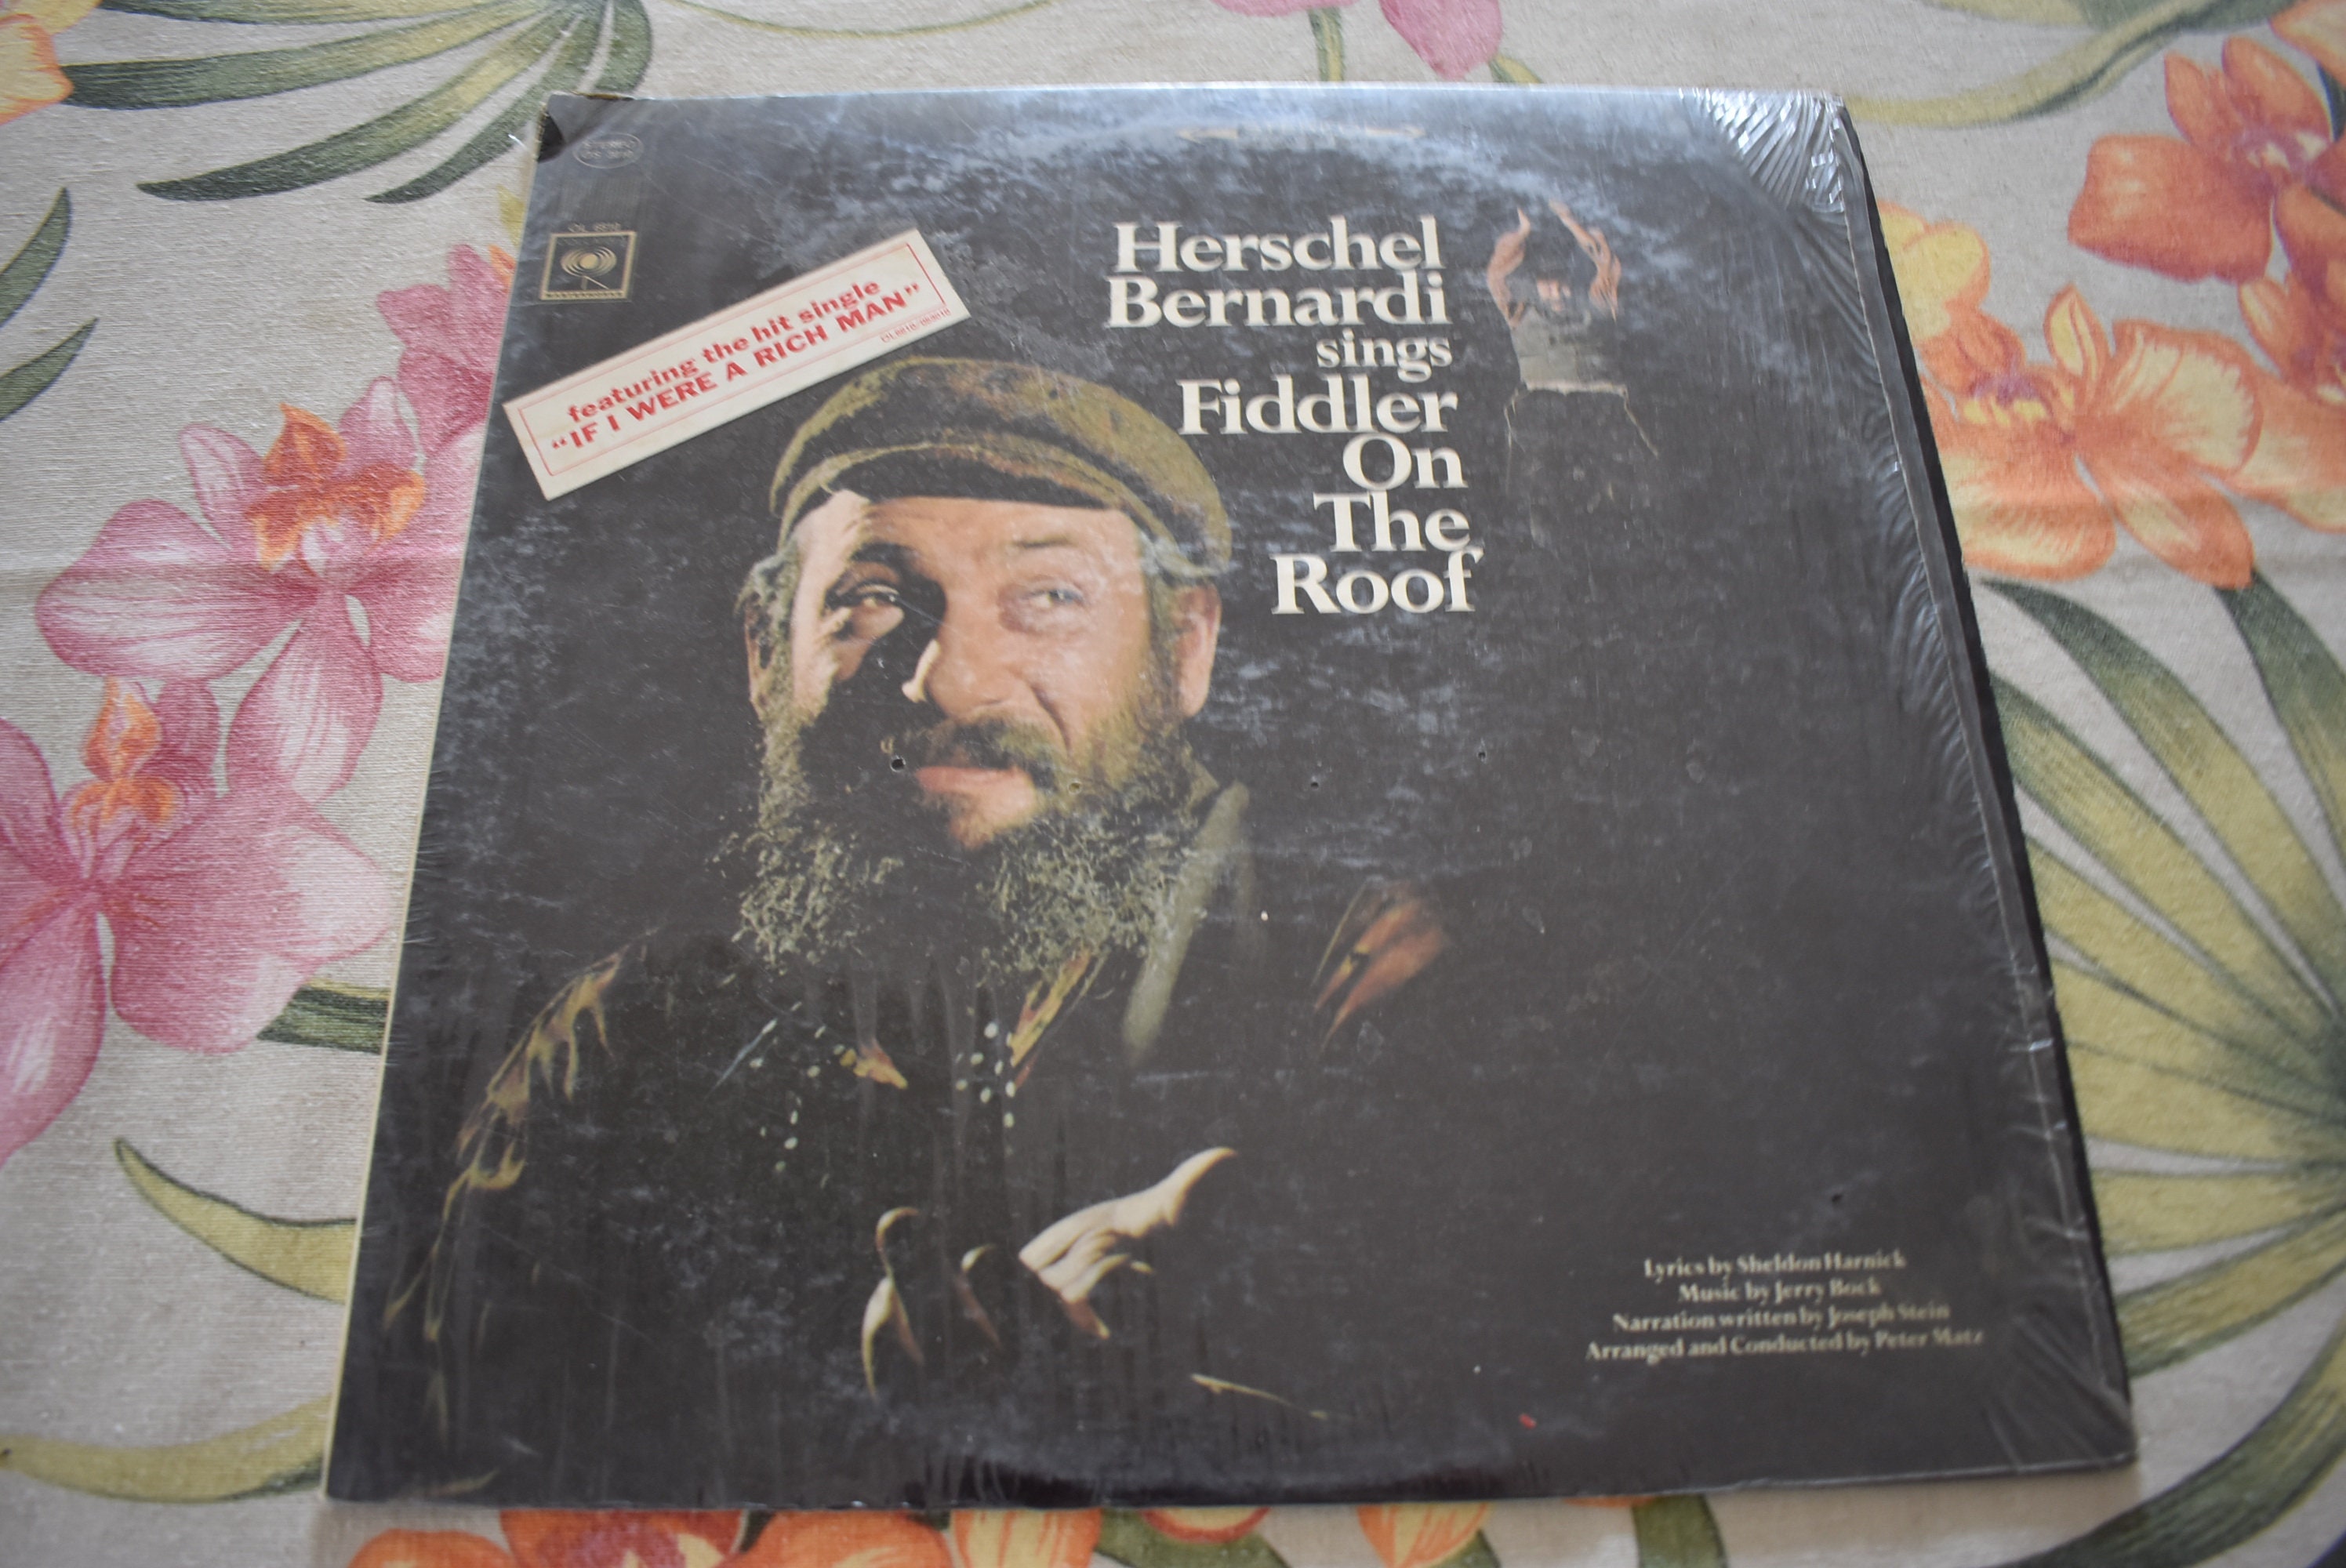 featuring the hit single
“IF I WERE A RICH MAN”
Herschel
Bernardi
sings
Fiddler
On
The
Roof
Lyrics by Sheldon Harnick
Music by Jerry Bock
Narration written by Joseph Stein
Arranged and Conducted by Peter Matz